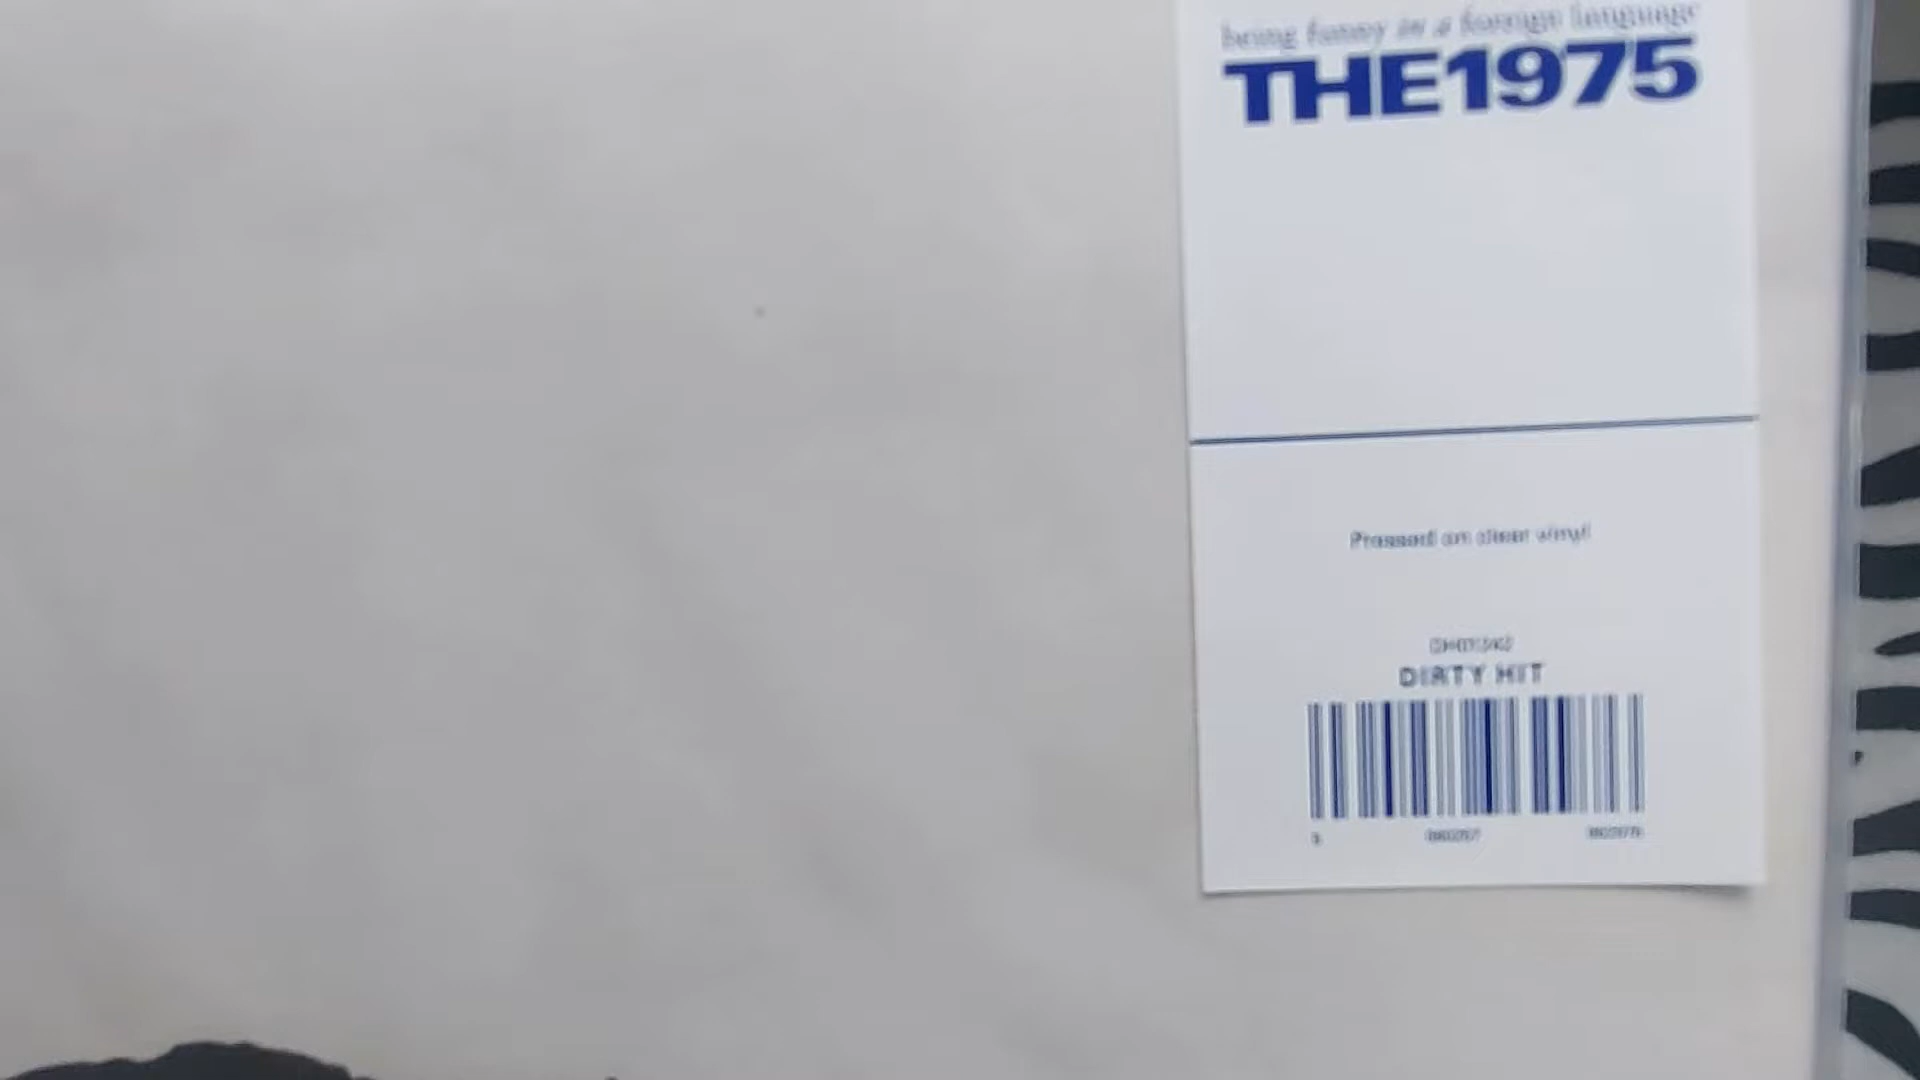 being funny in a foreign language
THE1975
Pressed on clear vinyl
DIRTY HIT